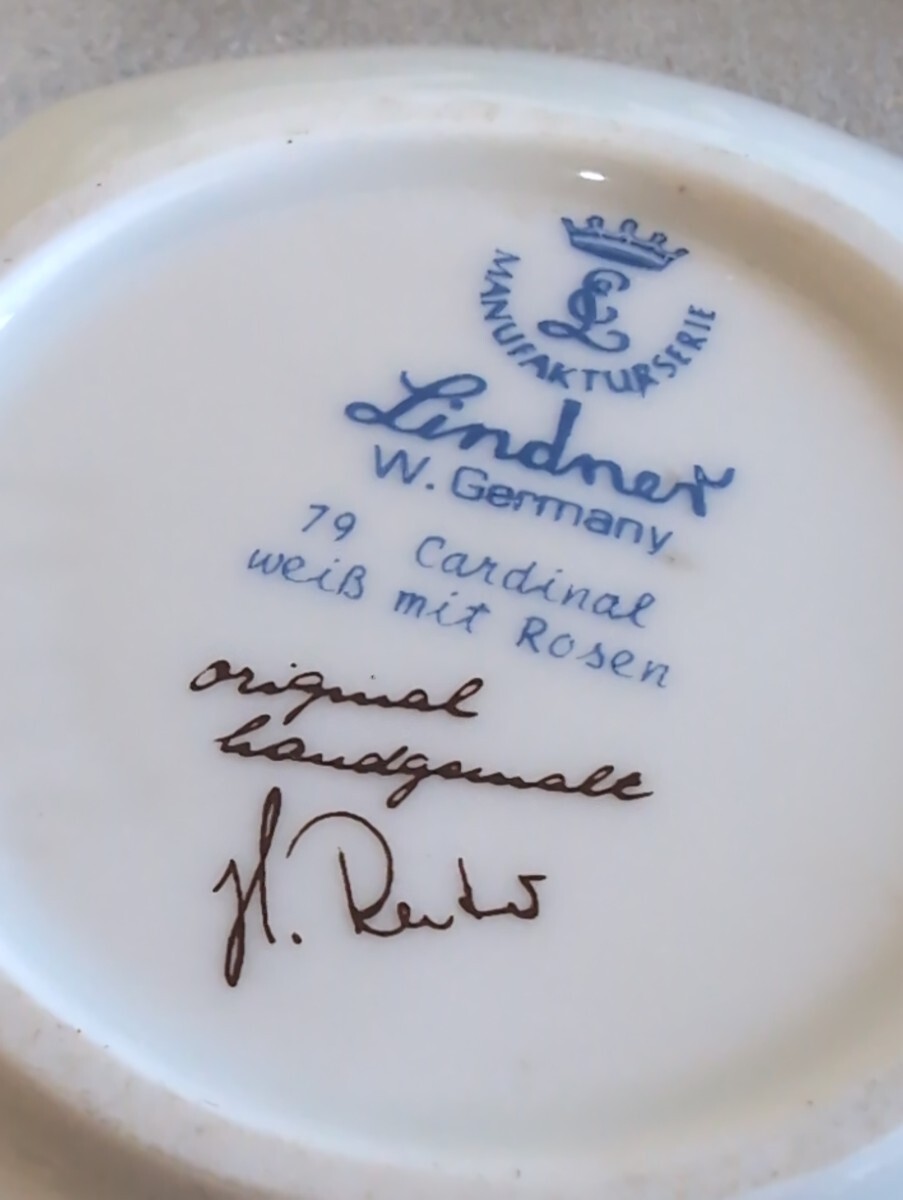 MANUFAKTURSERIE
Lindner
W. Germany
79 Cardinal
weiß mit Rosen
original
handgemalt
H.